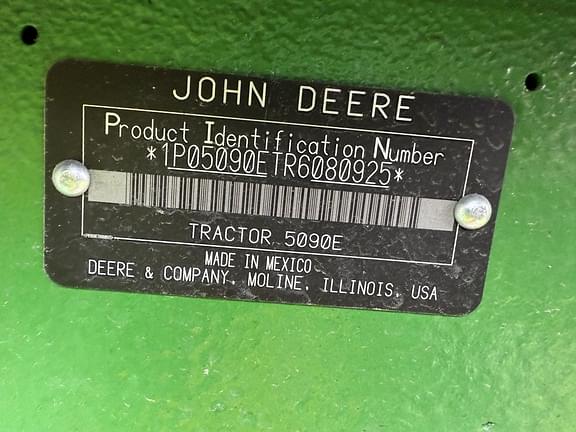 JOHN DEERE
Product Identification Number
*1P05090ETR6080925*
TRACTOR 5090E
MADE IN MEXICO
DEERE & COMPANY, MOLINE, ILLINOIS, USA